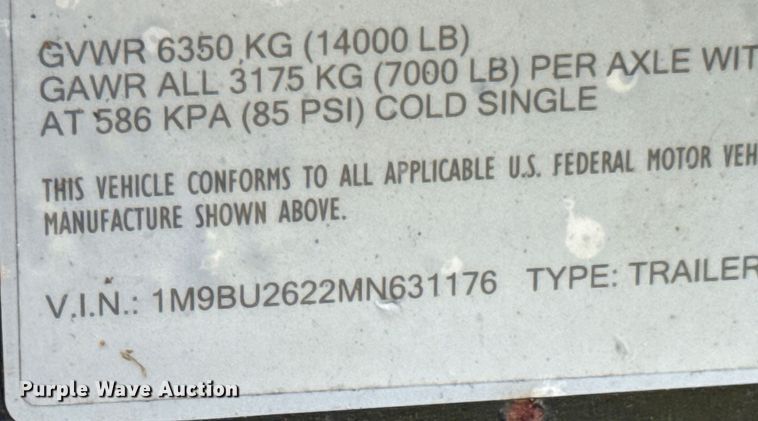 GVWR 6350 KG (14000 LB)
GAWR ALL 3175 KG (7000 LB) PER AXLE WIT
AT 586 KPA (85 PSI) COLD SINGLE
THIS VEHICLE CONFORMS TO ALL APPLICABLE U.S. FEDERAL MOTOR VEH
MANUFACTURE SHOWN ABOVE.
V.I.N.: 1M9BU2622MN631176 TYPE: TRAILER
Purple Wave Auction